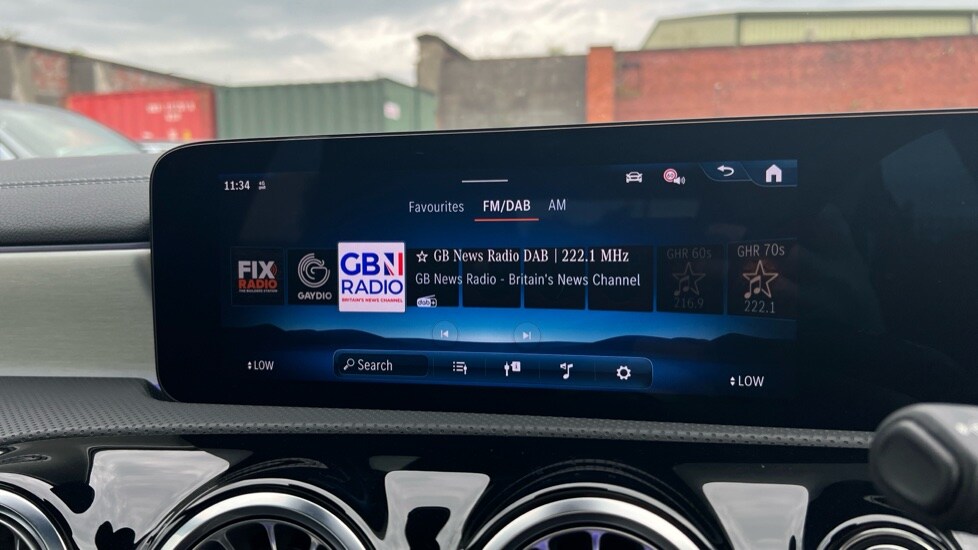 11:34
Favourites FM/DAB AM
FIX
RADIO
GAYDIO
GBN
RADIO
BRITAIN'S NEWS CHANNEL
GB News Radio DAB | 222.1 MHz
GB News Radio - Britain's News Channel
dab
GHR 60s
216.9
GHR 70s
222.1
LOW
Search
LOW